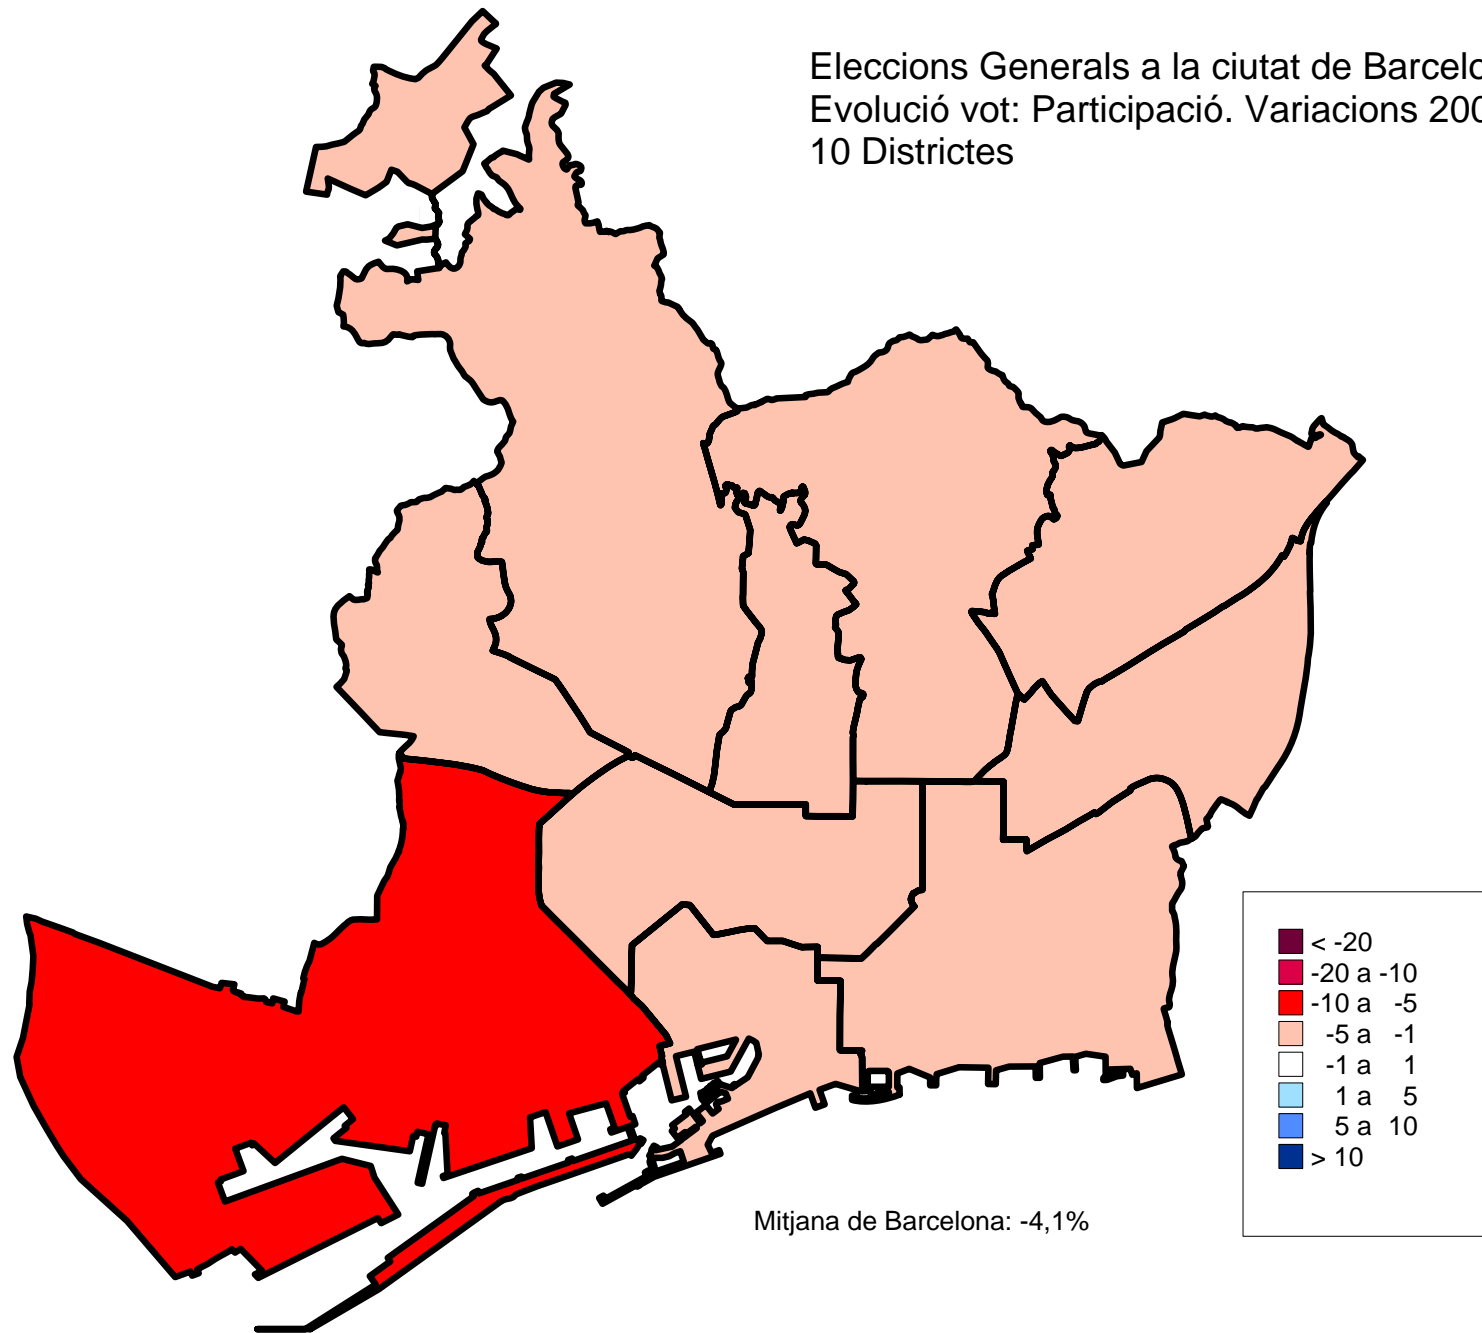 Eleccions Generals a la ciutat de Barcelo
Evolució vot: Participació. Variacions 200
10 Districtes
< -20
-20 a -10
-10 a -5
-5 a -1
-1 a 1
1 a 5
5 a 10
> 10
Mitjana de Barcelona: -4,1%